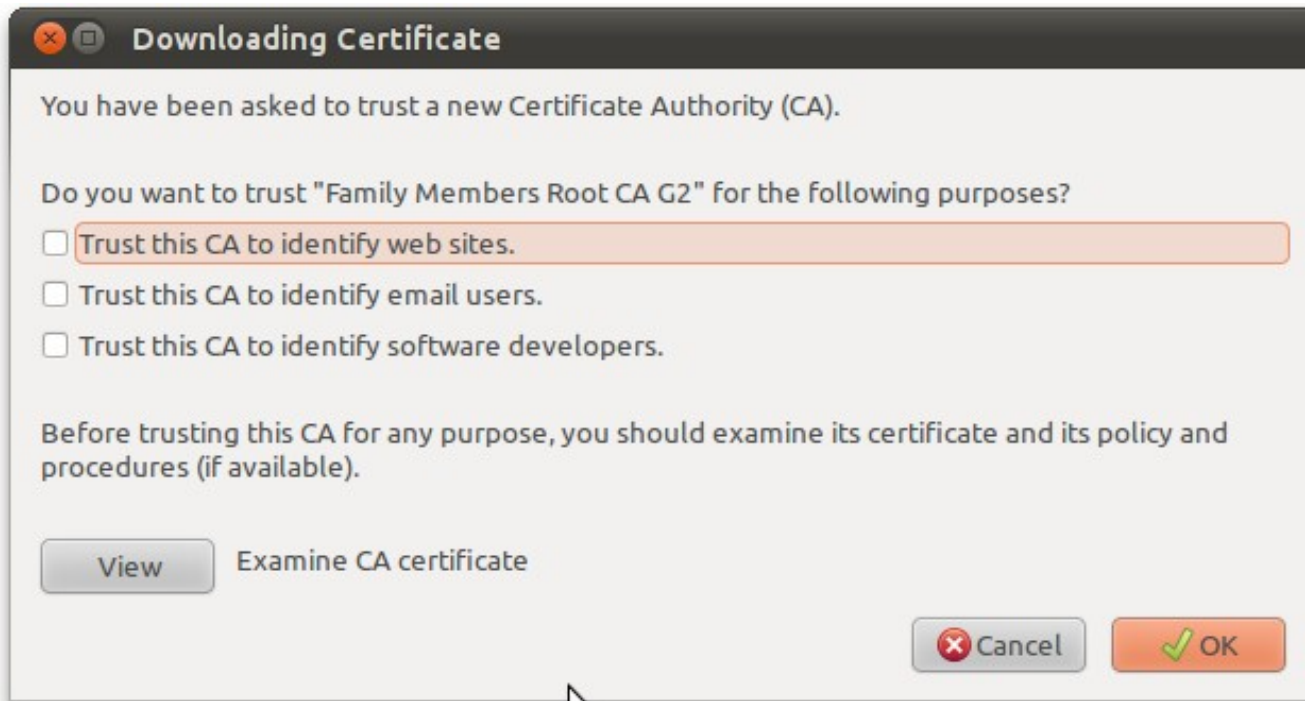 Downloading Certificate
You have been asked to trust a new Certificate Authority (CA).
Do you want to trust "Family Members Root CA G2" for the following purposes?
Trust this CA to identify web sites.
Trust this CA to identify email users.
Trust this CA to identify software developers.
Before trusting this CA for any purpose, you should examine its certificate and its policy and
procedures (if available).
View Examine CA certificate
Cancel OK